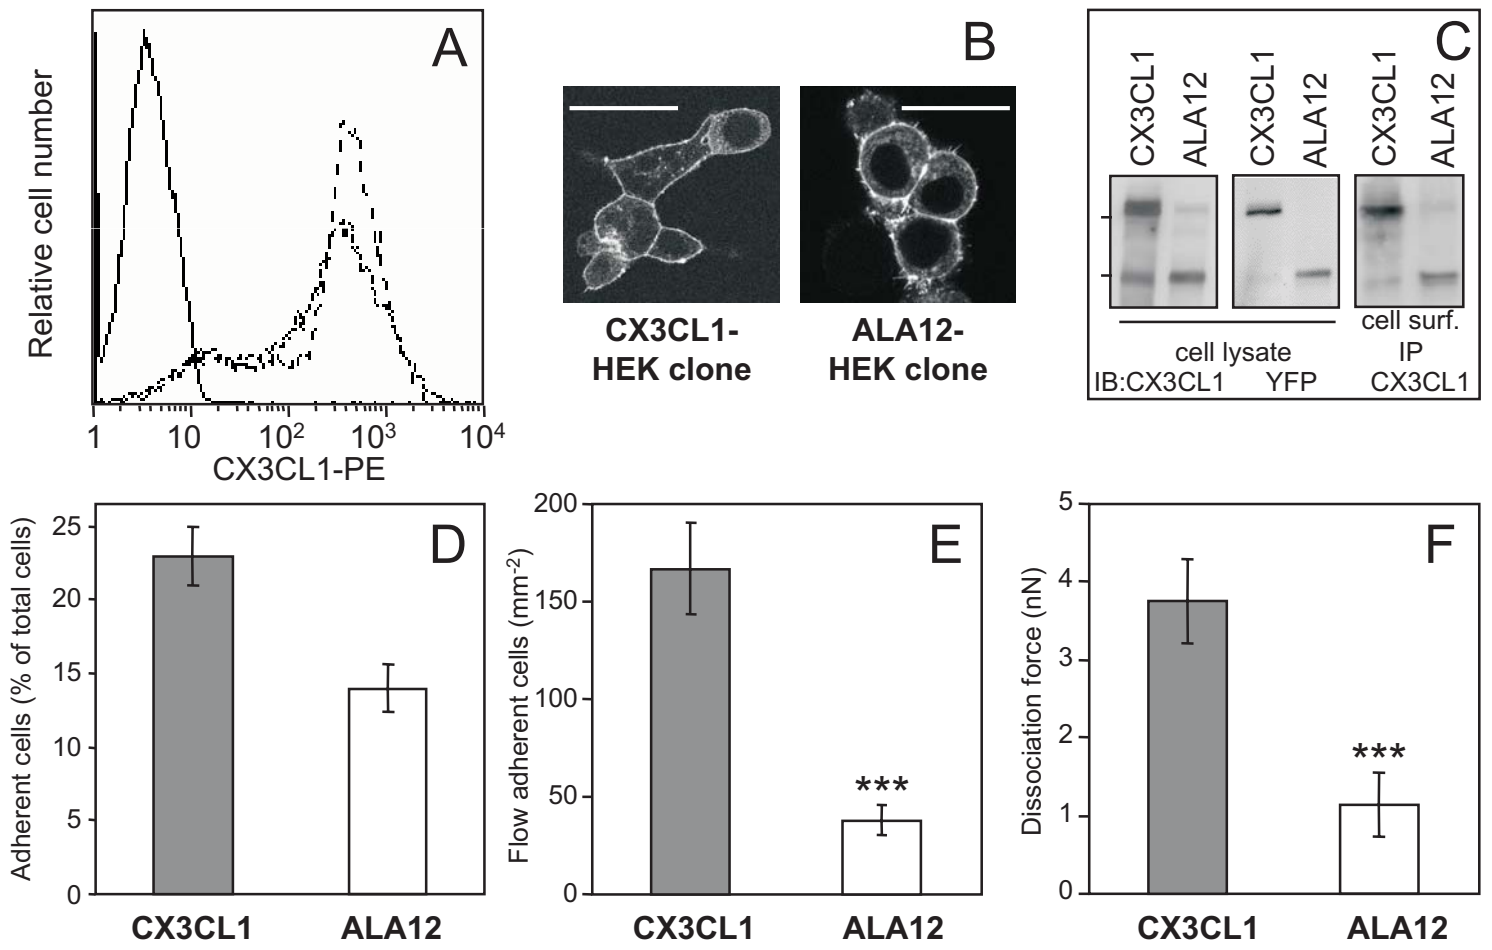 A
Relative cell number
1 10 10² 10³ 10⁴
CX3CL1-PE
B
CX3CL1-
HEK clone
ALA12-
HEK clone
C
CX3CL1
ALA12
CX3CL1
ALA12
CX3CL1
ALA12
cell surf.
cell lysate
IP
IB:CX3CL1
YFP
CX3CL1
D
Adherent cells (% of total cells)
25
20
15
10
5
0
CX3CL1
ALA12
E
Flow adherent cells (mm⁻²)
200
150
100
50
0
***
CX3CL1
ALA12
F
Dissociation force (nN)
5
4
3
2
1
0
***
CX3CL1
ALA12